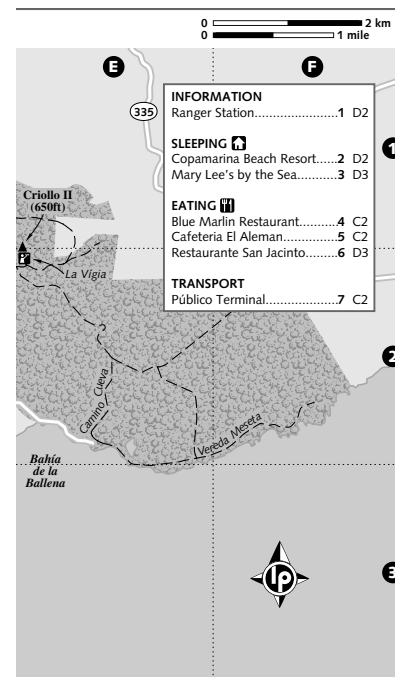 0 2 km
0 1 mile
E F
335
INFORMATION
Ranger Station......................1 D2
SLEEPING
Copamarina Beach Resort.....2 D2
Mary Lee's by the Sea..........3 D3
EATING
Blue Marlin Restaurant.........4 C2
Cafeteria El Aleman.............5 C2
Restaurante San Jacinto.......6 D3
TRANSPORT
Público Terminal...................7 C2
1
Criollo II
(650ft)
La Vigía
2
Camino Cueva
Vereda Meseta
Bahía
de la
Ballena
lp
3